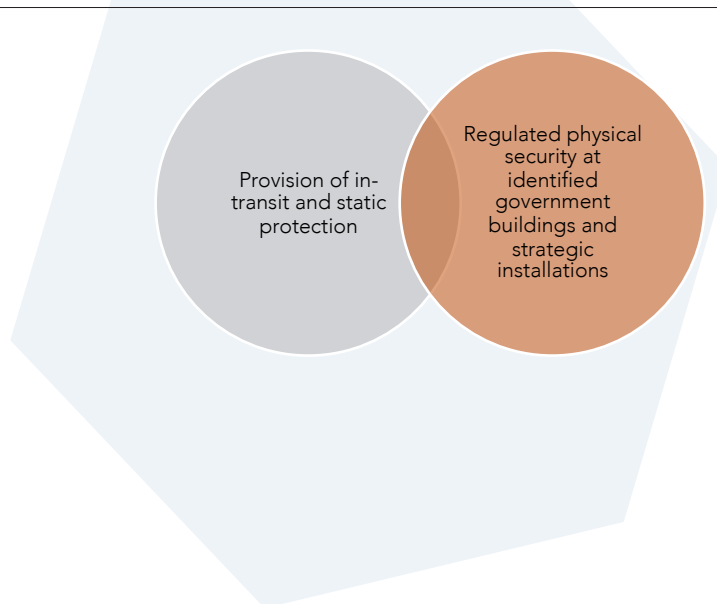 Provision of in-
transit and static
protection
Regulated physical
security at
identified
government
buildings and
strategic
installations